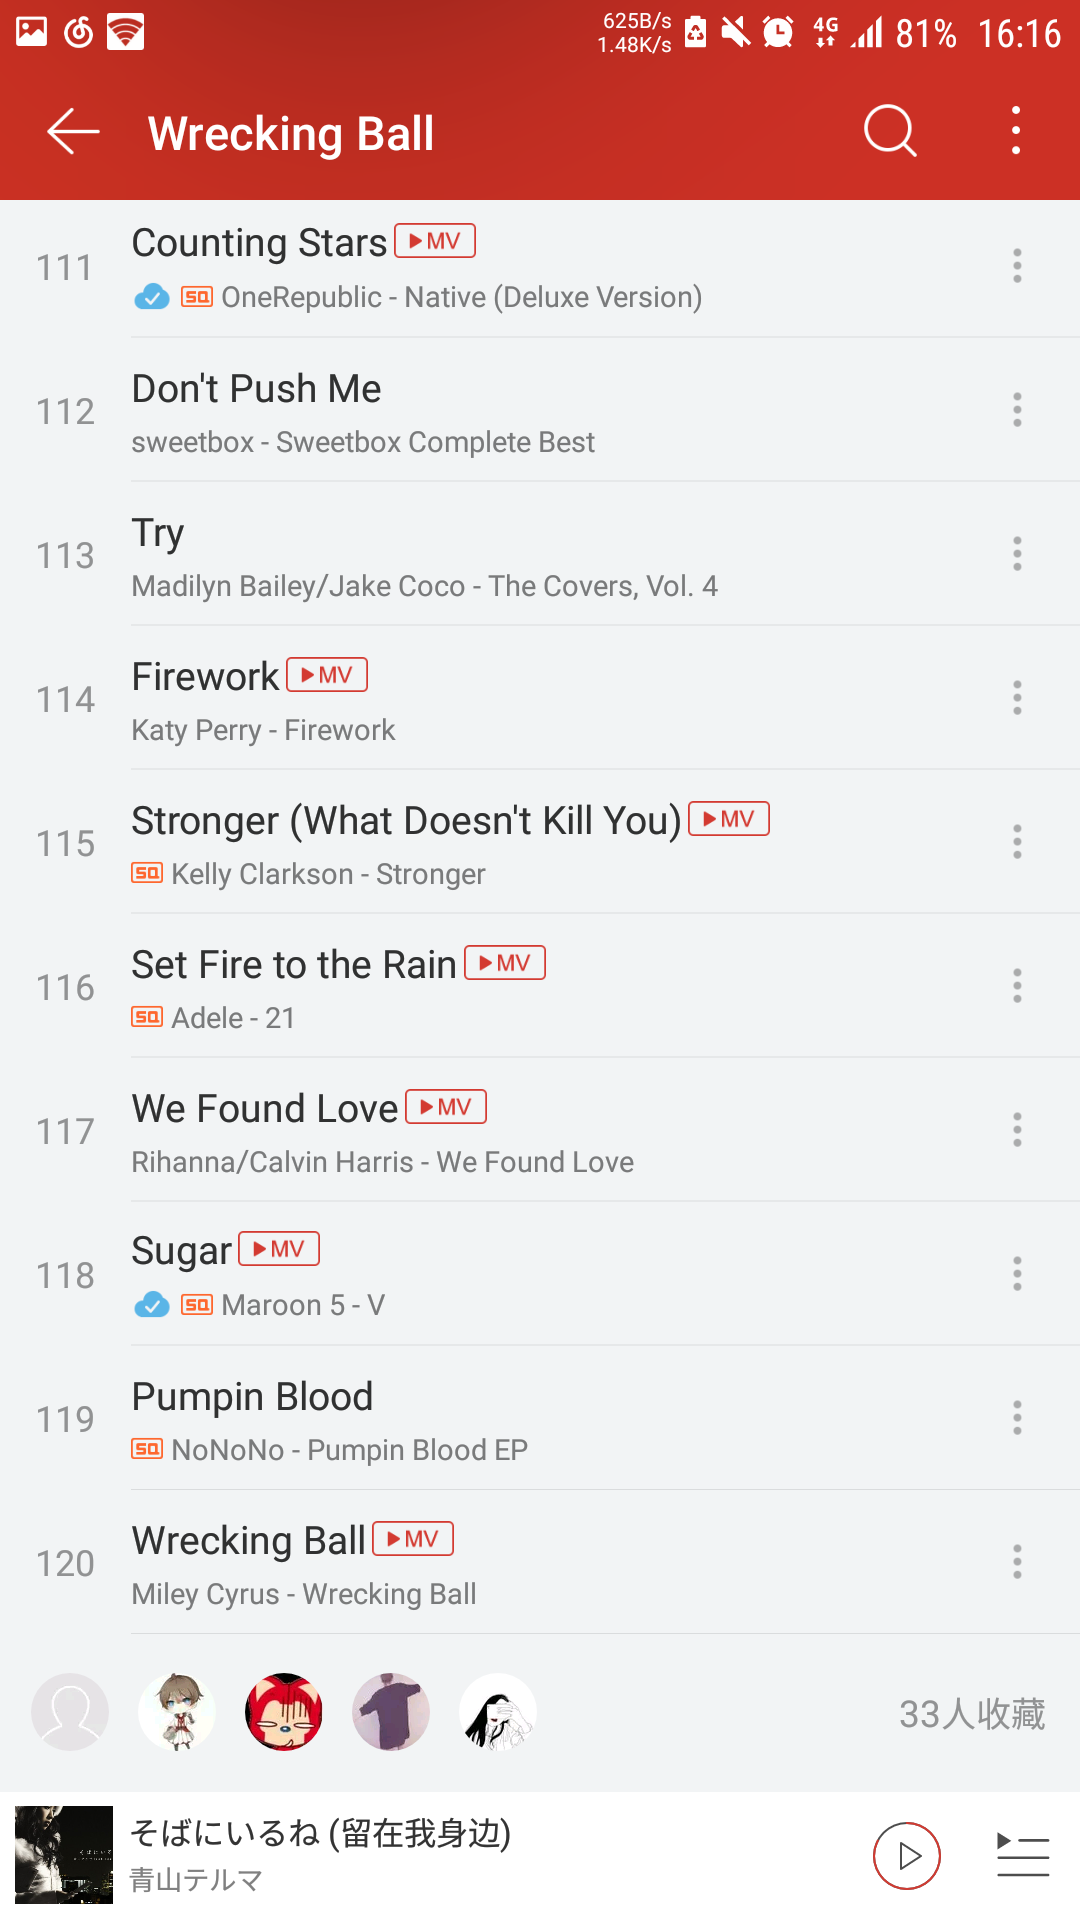 625B/s
1.48K/s
4G 81% 16:16
Wrecking Ball
111
Counting Stars MV
SQ OneRepublic - Native (Deluxe Version)
112
Don't Push Me
sweetbox - Sweetbox Complete Best
113
Try
Madilyn Bailey/Jake Coco - The Covers, Vol. 4
114
Firework MV
Katy Perry - Firework
115
Stronger (What Doesn't Kill You) MV
SQ Kelly Clarkson - Stronger
116
Set Fire to the Rain MV
SQ Adele - 21
117
We Found Love MV
Rihanna/Calvin Harris - We Found Love
118
Sugar MV
SQ Maroon 5 - V
119
Pumpin Blood
SQ NoNoNo - Pumpin Blood EP
120
Wrecking Ball MV
Miley Cyrus - Wrecking Ball
33人收藏
そばにいるね (留在我身边)
青山テルマ